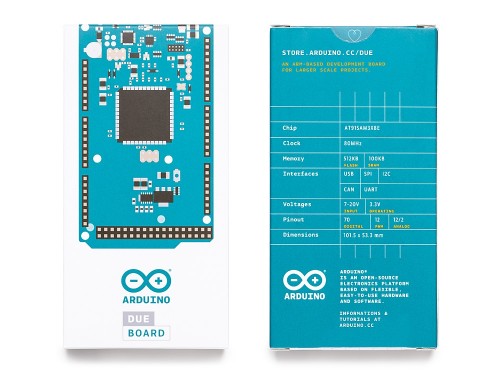 ARDUINO
DUE
BOARD
STORE.ARDUINO.CC/DUE
AN ARM-BASED DEVELOPMENT BOARD
FOR LARGER SCALE PROJECTS.
Chip AT91SAM3X8E
Clock 80MHz
Memory 512KB 100KB
FLASH SRAM
Interfaces USB SPI I2C
CAN UART
Voltages 7-20V 3.3V
INPUT OPERATING
Pinout 70 12 12/2
DIGITAL PWM ANALOG
Dimensions 101.5 x 53.3 mm
ARDUINO
ARDUINO®
IS AN OPEN-SOURCE
ELECTRONICS PLATFORM
BASED ON FLEXIBLE,
EASY-TO-USE HARDWARE
AND SOFTWARE.
INFORMATIONS &
TUTORIALS AT
ARDUINO.CC